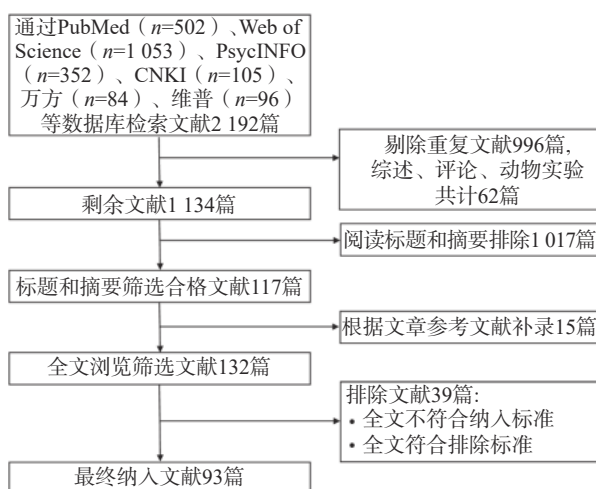 通过PubMed（n=502）、Web of
Science（n=1 053）、PsycINFO
（n=352）、CNKI（n=105）、
万方（n=84）、维普（n=96）
等数据库检索文献2 192篇
剔除重复文献996篇,
综述、评论、动物实验
共计62篇
剩余文献1 134篇
阅读标题和摘要排除1 017篇
标题和摘要筛选合格文献117篇
根据文章参考文献补录15篇
全文浏览筛选文献132篇
排除文献39篇:
• 全文不符合纳入标准
• 全文符合排除标准
最终纳入文献93篇